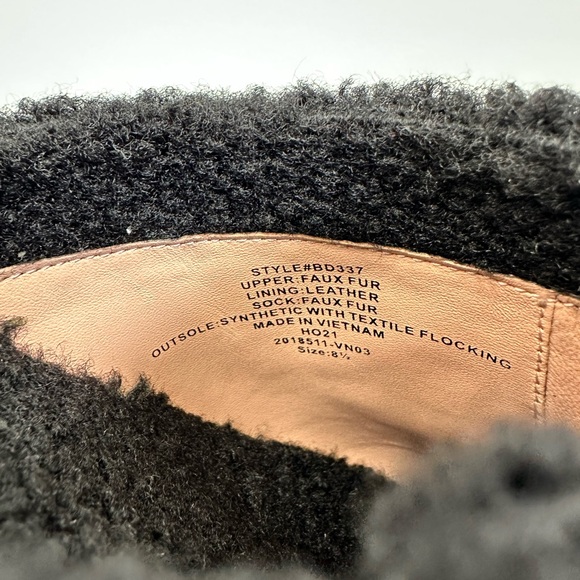 STYLE#BD337
UPPER:FAUX FUR
LINING:LEATHER
SOCK:FAUX FUR
OUTSOLE:SYNTHETIC WITH TEXTILE FLOCKING
MADE IN VIETNAM
HO21
2018511-VN03
Size:8½